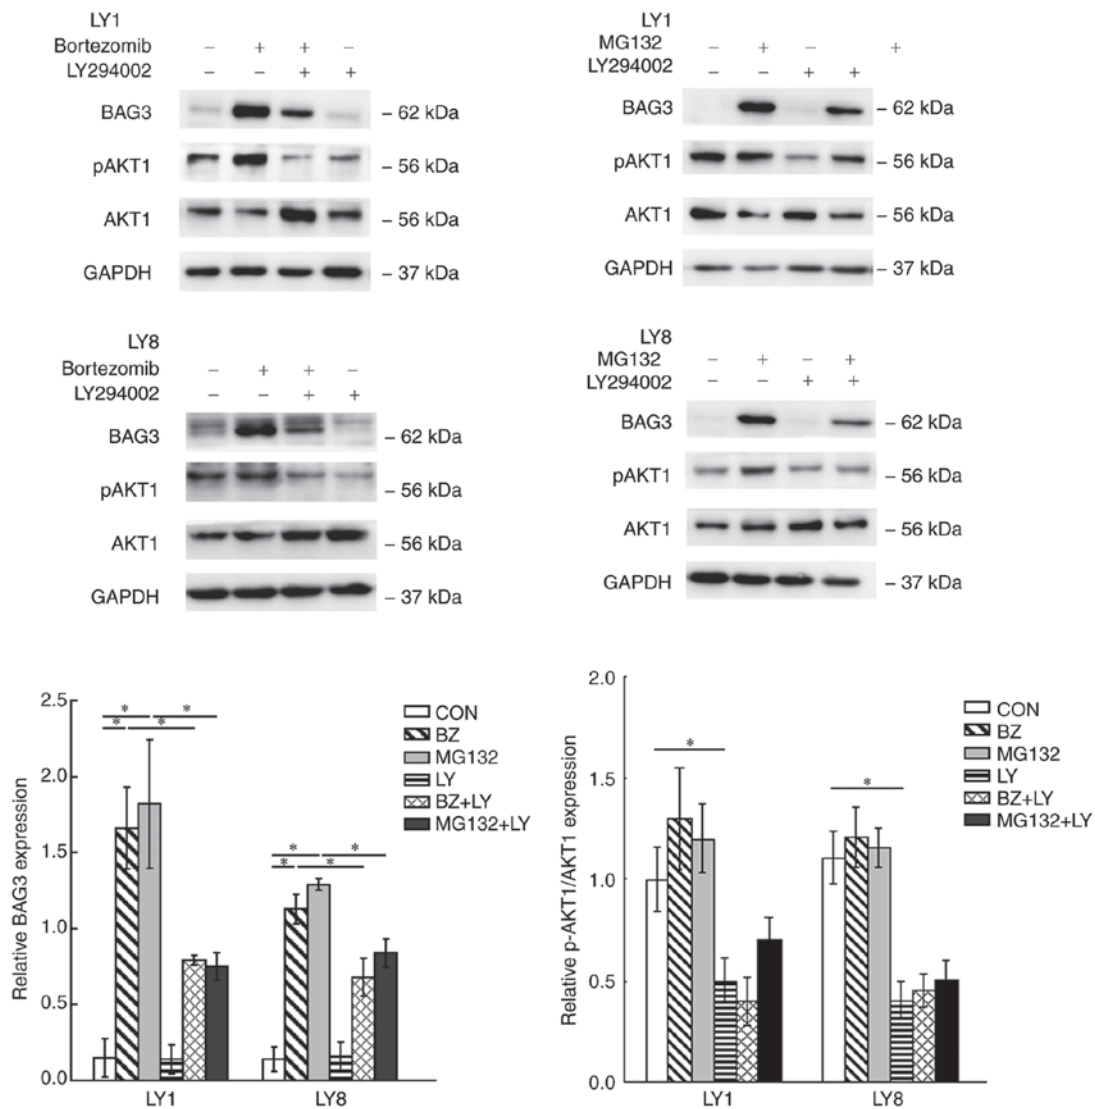 LY1
Bortezomib – + + –
LY294002 – – + +
BAG3 – 62 kDa
pAKT1 – 56 kDa
AKT1 – 56 kDa
GAPDH – 37 kDa
LY1
MG132 – + – +
LY294002 – – + +
BAG3 – 62 kDa
pAKT1 – 56 kDa
AKT1 – 56 kDa
GAPDH – 37 kDa
LY8
Bortezomib – + + –
LY294002 – – + +
BAG3 – 62 kDa
pAKT1 – 56 kDa
AKT1 – 56 kDa
GAPDH – 37 kDa
LY8
MG132 – + – +
LY294002 – – + +
BAG3 – 62 kDa
pAKT1 – 56 kDa
AKT1 – 56 kDa
GAPDH – 37 kDa
Relative BAG3 expression
2.5
2.0
1.5
1.0
0.5
0.0
* *
* *
* *
* *
CON
BZ
MG132
LY
BZ+LY
MG132+LY
LY1 LY8
Relative p-AKT1/AKT1 expression
2.0
1.5
1.0
0.5
0.0
*
*
CON
BZ
MG132
LY
BZ+LY
MG132+LY
LY1 LY8